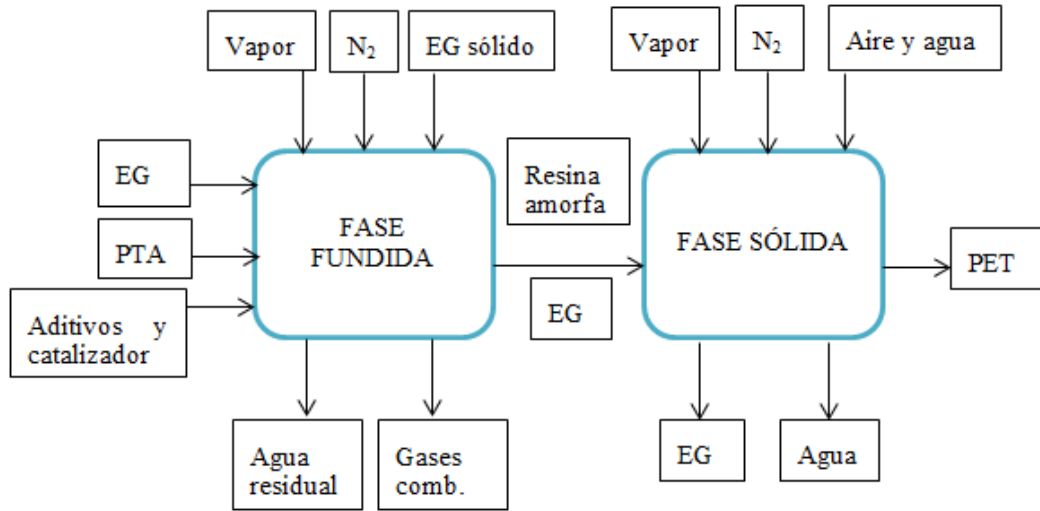 Vapor
N₂
EG sólido
Vapor
N₂
Aire y agua
EG
PTA
Aditivos y
catalizador
FASE
FUNDIDA
Resina
amorfa
EG
FASE SÓLIDA
PET
Agua
residual
Gases
comb.
EG
Agua